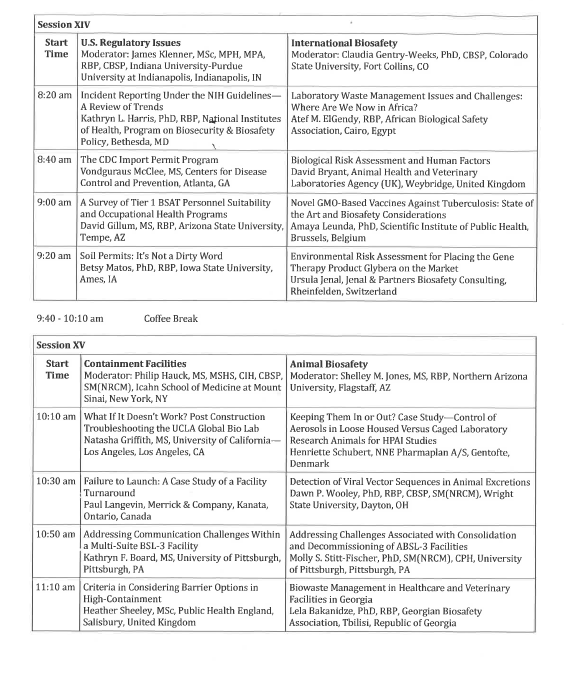 Session XIV
Start
Time
U.S. Regulatory Issues
Moderator: James Klenner, MSc, MPH, MPA,
RBP, CBSP, Indiana University-Purdue
University at Indianapolis, Indianapolis, IN
International Biosafety
Moderator: Claudia Gentry-Weeks, PhD, CBSP, Colorado
State University, Fort Collins, CO
8:20 am
Incident Reporting Under the NIH Guidelines—
A Review of Trends
Kathryn L. Harris, PhD, RBP, National Institutes
of Health, Program on Biosecurity & Biosafety
Policy, Bethesda, MD
Laboratory Waste Management Issues and Challenges:
Where Are We Now in Africa?
Atef M. ElGendy, RBP, African Biological Safety
Association, Cairo, Egypt
8:40 am
The CDC Import Permit Program
Vondguraus McClee, MS, Centers for Disease
Control and Prevention, Atlanta, GA
Biological Risk Assessment and Human Factors
David Bryant, Animal Health and Veterinary
Laboratories Agency (UK), Weybridge, United Kingdom
9:00 am
A Survey of Tier 1 BSAT Personnel Suitability
and Occupational Health Programs
David Gillum, MS, RBP, Arizona State University,
Tempe, AZ
Novel GMO-Based Vaccines Against Tuberculosis: State of
the Art and Biosafety Considerations
Amaya Leunda, PhD, Scientific Institute of Public Health,
Brussels, Belgium
9:20 am
Soil Permits: It's Not a Dirty Word
Betsy Matos, PhD, RBP, Iowa State University,
Ames, IA
Environmental Risk Assessment for Placing the Gene
Therapy Product Glybera on the Market
Ursula Jenal, Jenal & Partners Biosafety Consulting,
Rheinfelden, Switzerland
9:40 - 10:10 am Coffee Break
Session XV
Start
Time
Containment Facilities
Moderator: Philip Hauck, MS, MSHS, CIH, CBSP,
SM(NRCM), Icahn School of Medicine at Mount
Sinai, New York, NY
Animal Biosafety
Moderator: Shelley M. Jones, MS, RBP, Northern Arizona
University, Flagstaff, AZ
10:10 am
What If It Doesn't Work? Post Construction
Troubleshooting the UCLA Global Bio Lab
Natasha Griffith, MS, University of California—
Los Angeles, Los Angeles, CA
Keeping Them In or Out? Case Study—Control of
Aerosols in Loose Housed Versus Caged Laboratory
Research Animals for HPAI Studies
Henriette Schubert, NNE Pharmaplan A/S, Gentofte,
Denmark
10:30 am
Failure to Launch: A Case Study of a Facility
Turnaround
Paul Langevin, Merrick & Company, Kanata,
Ontario, Canada
Detection of Viral Vector Sequences in Animal Excretions
Dawn P. Wooley, PhD, RBP, CBSP, SM(NRCM), Wright
State University, Dayton, OH
10:50 am
Addressing Communication Challenges Within
a Multi-Suite BSL-3 Facility
Kathryn F. Board, MS, University of Pittsburgh,
Pittsburgh, PA
Addressing Challenges Associated with Consolidation
and Decommissioning of ABSL-3 Facilities
Molly S. Stitt-Fischer, PhD, SM(NRCM), CPH, University
of Pittsburgh, Pittsburgh, PA
11:10 am
Criteria in Considering Barrier Options in
High-Containment
Heather Sheeley, MSc, Public Health England,
Salisbury, United Kingdom
Biowaste Management in Healthcare and Veterinary
Facilities in Georgia
Lela Bakanidze, PhD, RBP, Georgian Biosafety
Association, Tbilisi, Republic of Georgia